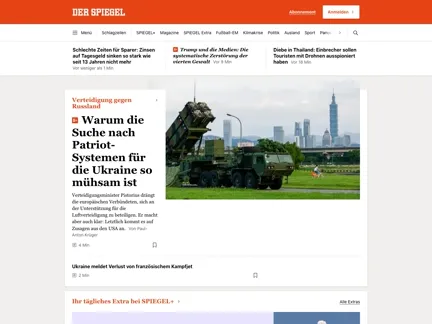 DER SPIEGEL
Abonnement
Anmelden
Menü
Schlagzeilen
SPIEGEL+
Magazine
SPIEGEL Extra
Fußball-EM
Klimakrise
Politik
Ausland
Sport
Schlechte Zeiten für Sparer: Zinsen
auf Tagesgeld sinken so stark wie
seit 13 Jahren nicht mehr
Vor weniger als 1 Min
Trump und die Medien: Die
systematische Zerstörung der
vierten Gewalt Vor 9 Min
Diebe in Thailand: Einbrecher sollen
Touristen mit Drohnen ausspioniert
haben Vor 18 Min
Verteidigung gegen
Russland
Warum die
Suche nach
Patriot-
Systemen für
die Ukraine so
mühsam ist
Verteidigungsminister Pistorius drängt
die europäischen Verbündeten, sich an
der Unterstützung für die
Luftverteidigung zu beteiligen. Er macht
aber auch klar: Letztlich kommt es auf
Zusagen aus den USA an. Von Paul-
Anton Krüger
4 Min
Ukraine meldet Verlust von französischem Kampfjet
2 Min
Ihr tägliches Extra bei SPIEGEL+
Alle Extras